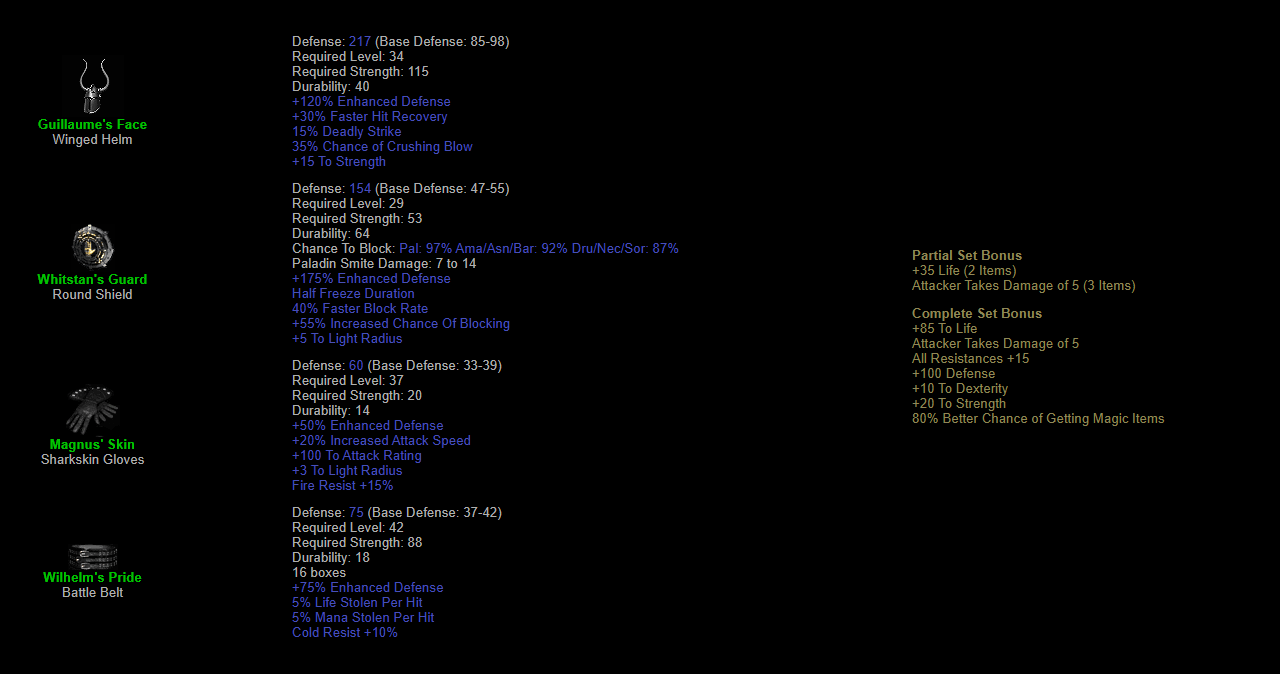 Guillaume's Face
Winged Helm
Defense: 217 (Base Defense: 85-98)
Required Level: 34
Required Strength: 115
Durability: 40
+120% Enhanced Defense
+30% Faster Hit Recovery
15% Deadly Strike
35% Chance of Crushing Blow
+15 To Strength
Whitstan's Guard
Round Shield
Defense: 154 (Base Defense: 47-55)
Required Level: 29
Required Strength: 53
Durability: 64
Chance To Block: Pal: 97% Ama/Asn/Bar: 92% Dru/Nec/Sor: 87%
Paladin Smite Damage: 7 to 14
+175% Enhanced Defense
Half Freeze Duration
40% Faster Block Rate
+55% Increased Chance Of Blocking
+5 To Light Radius
Magnus' Skin
Sharkskin Gloves
Defense: 60 (Base Defense: 33-39)
Required Level: 37
Required Strength: 20
Durability: 14
+50% Enhanced Defense
+20% Increased Attack Speed
+100 To Attack Rating
+3 To Light Radius
Fire Resist +15%
Wilhelm's Pride
Battle Belt
Defense: 75 (Base Defense: 37-42)
Required Level: 42
Required Strength: 88
Durability: 18
16 boxes
+75% Enhanced Defense
5% Life Stolen Per Hit
5% Mana Stolen Per Hit
Cold Resist +10%
Partial Set Bonus
+35 Life (2 Items)
Attacker Takes Damage of 5 (3 Items)
Complete Set Bonus
+85 To Life
Attacker Takes Damage of 5
All Resistances +15
+100 Defense
+10 To Dexterity
+20 To Strength
80% Better Chance of Getting Magic Items